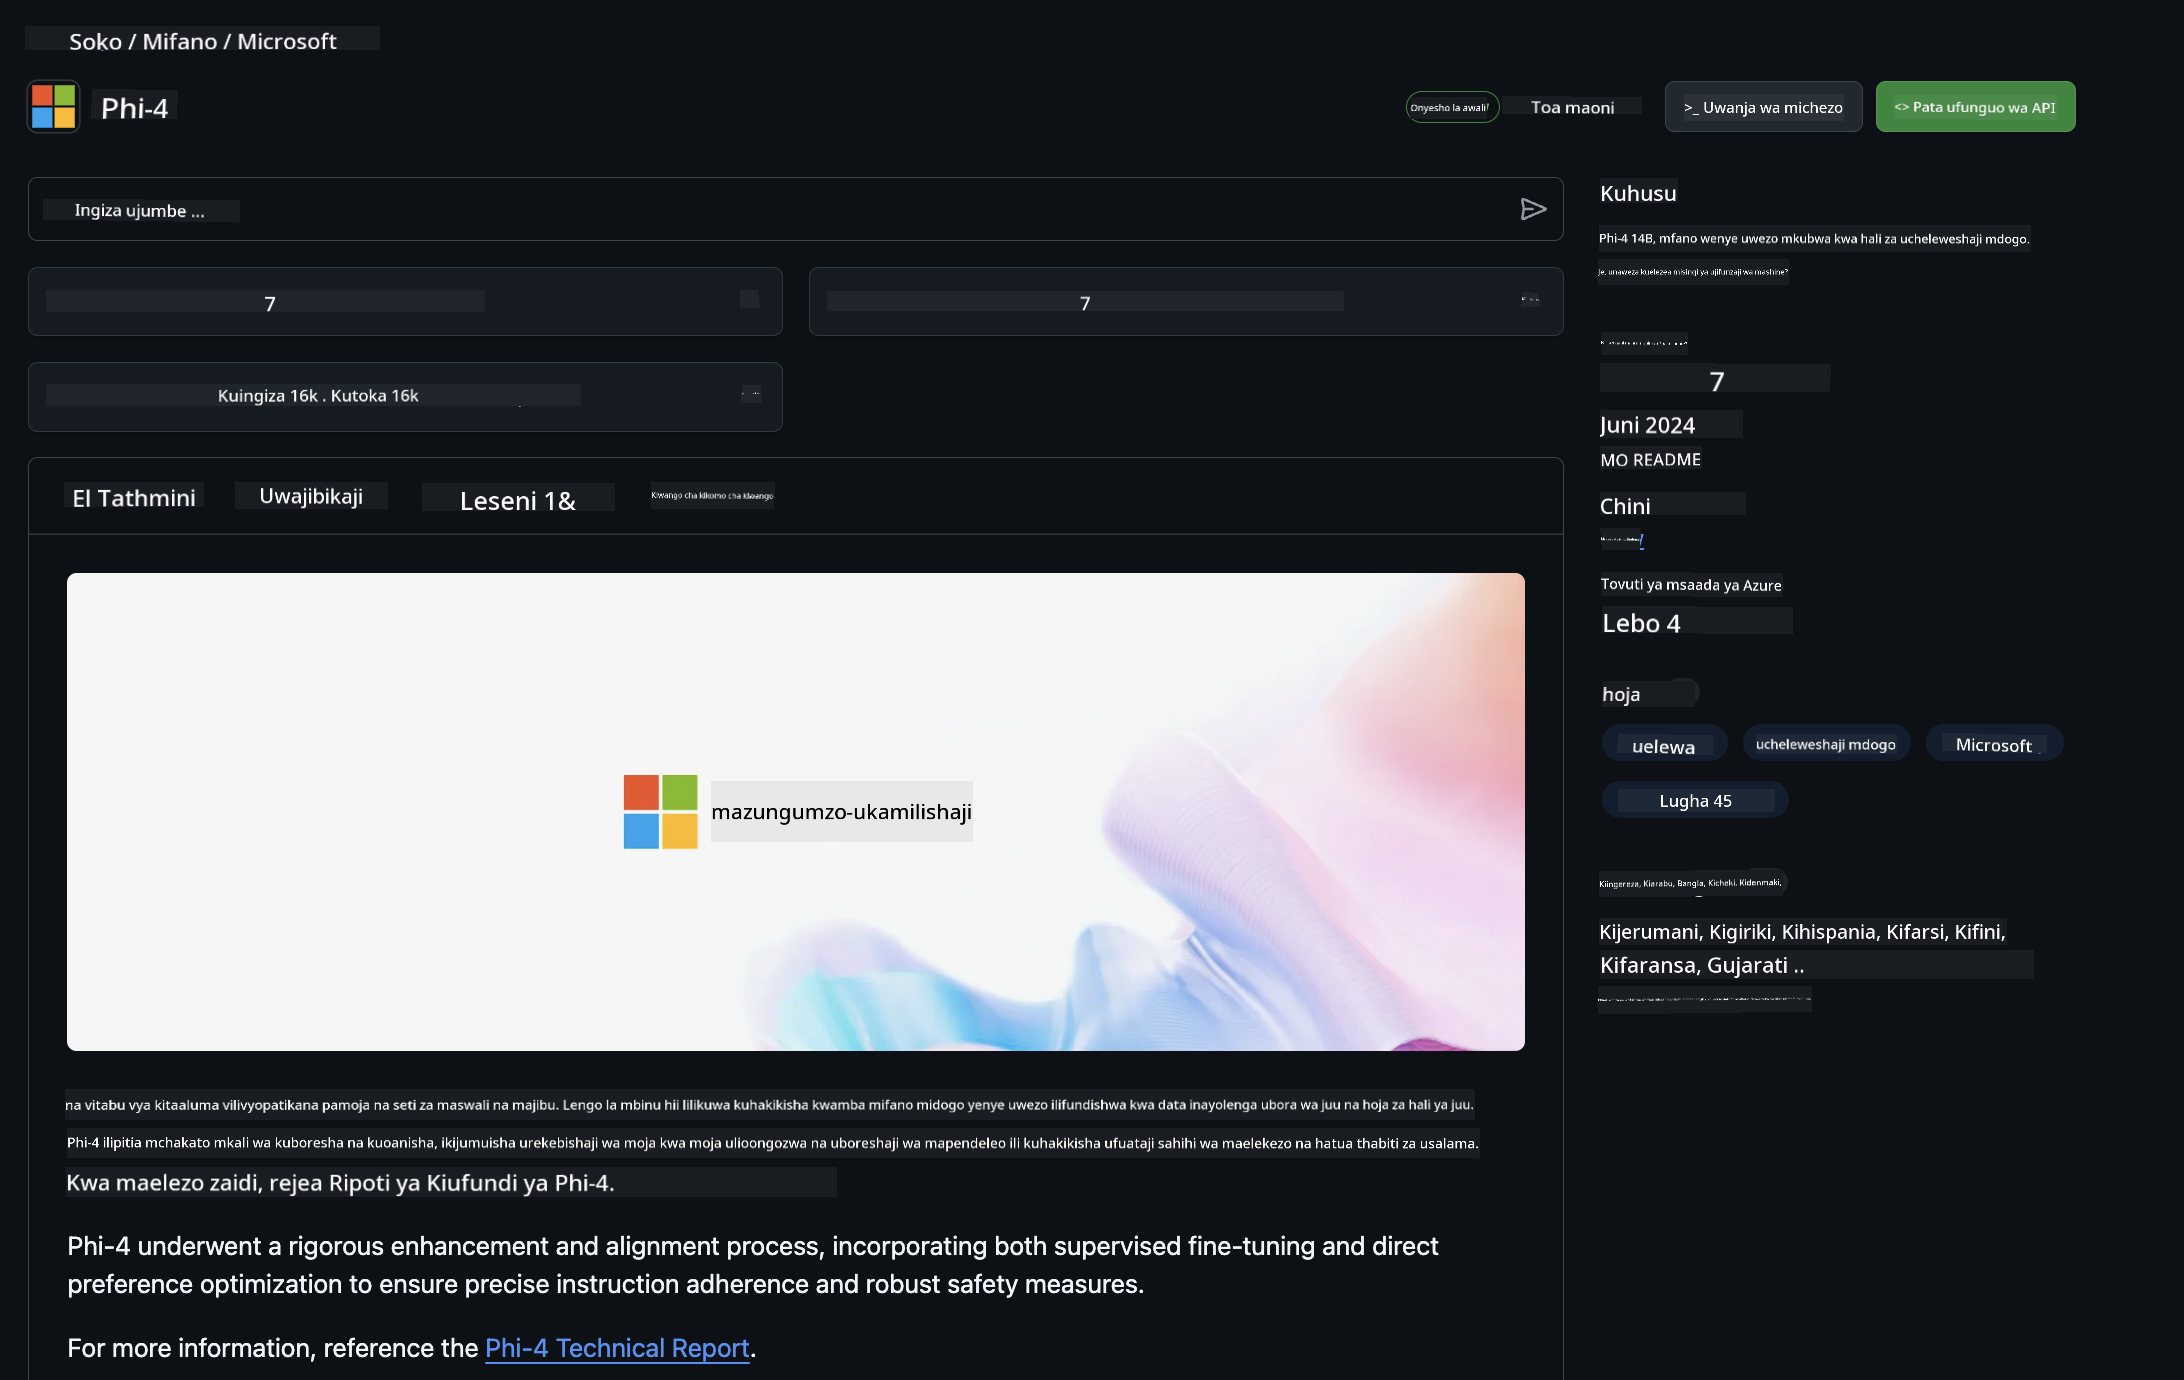 Soko / Mifano / Microsoft
Phi-4
Onyesho la awali
Toa maoni
>_ Uwanja wa michezo
<> Pata ufunguo wa API
Ingiza ujumbe ...
7
7
Kuingiza 16k . Kutoka 16k
El Tathmini
Uwajibikaji
Leseni 1&
Kiwango cha kikomo cha kiwango
mazungumzo-ukamilishaji
na vitabu vya kitaaluma vilivyopatikana pamoja na seti za maswali na majibu. Lengo la mbinu hii lilikuwa kuhakikisha kwamba mifano midogo yenye uwezo ilifundishwa kwa data inayolenga ubora wa juu na hoja za hali ya juu.
Phi-4 ilipitia mchakato mkali wa kuboresha na kuoanisha, ikijumuisha urekebishaji wa moja kwa moja ulioongozwa na uboreshaji wa mapendeleo ili kuhakikisha ufuataji sahihi wa maelekezo na hatua thabiti za usalama.
Kwa maelezo zaidi, rejea Ripoti ya Kiufundi ya Phi-4.
Phi-4 underwent a rigorous enhancement and alignment process, incorporating both supervised fine-tuning and direct
preference optimization to ensure precise instruction adherence and robust safety measures.
For more information, reference the Phi-4 Technical Report.
Kuhusu
Phi-4 14B, mfano wenye uwezo mkubwa kwa hali za ucheleweshaji mdogo.
Je, unaweza kuelezea misingi ya ujifunzaji wa mashine?
7
Juni 2024
MO README
Chini
Tovuti ya msaada ya Azure
Lebo 4
hoja
uelewa
ucheleweshaji mdogo
Microsoft
Lugha 45
Kiingereza, Kiarabu, Bangla, Kicheki, Kidenmaki,
Kijerumani, Kigiriki, Kihispania, Kifarsi, Kifini,
Kifaransa, Gujarati ..